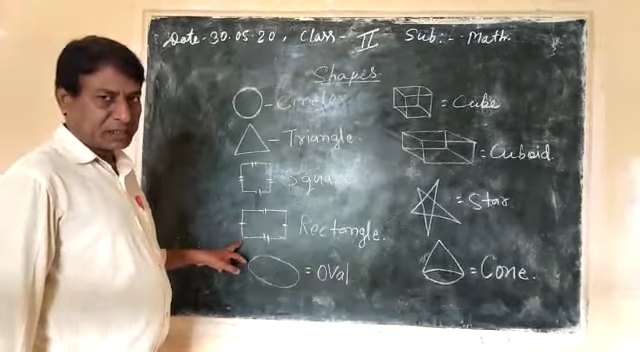 Date - 30.05.20, Class - II Sub :- Math.
Shapes.
- Circle
- Triangle.
Square
Rectangle.
= Oval
= Cube
= Cuboid.
= Star
= Cone.